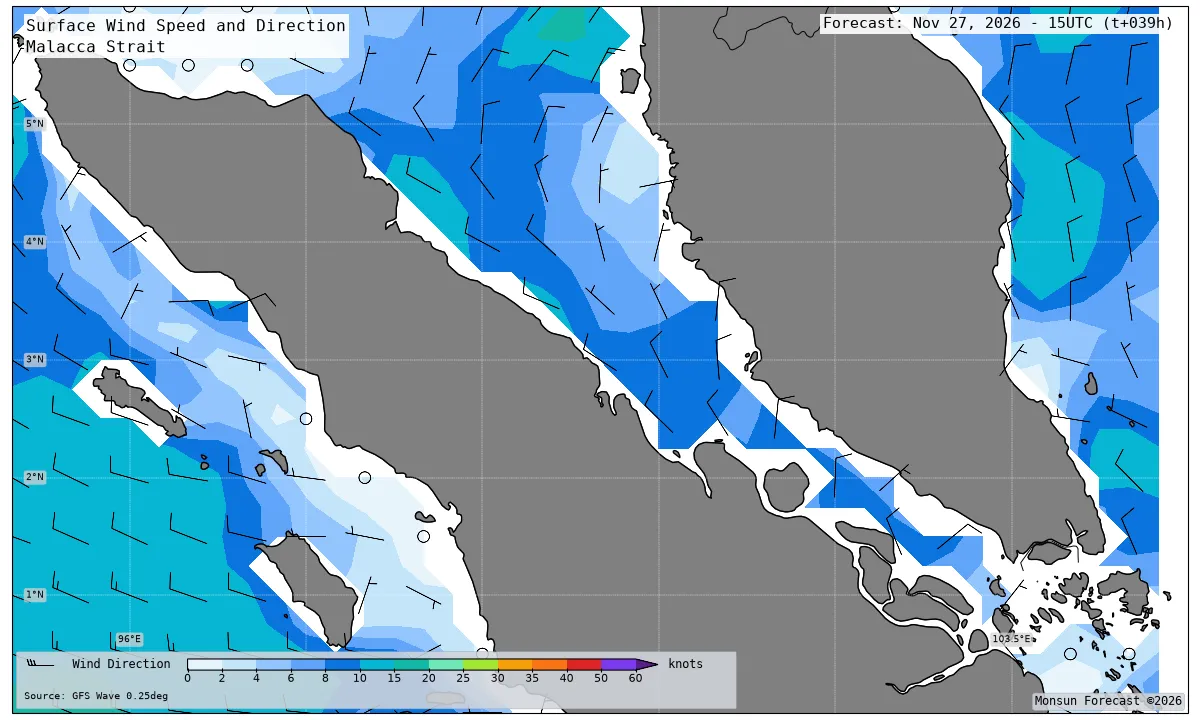 Surface Wind Speed and Direction
Malacca Strait
Forecast: Nov 27, 2026 - 15UTC (t+039h)
5°N
4°N
3°N
2°N
1°N
96°E
103.5°E
Wind Direction
0 2 4 6 8 10 15 20 25 30 35 40 50 60
knots
Source: GFS Wave 0.25deg
Monsun Forecast ©2026